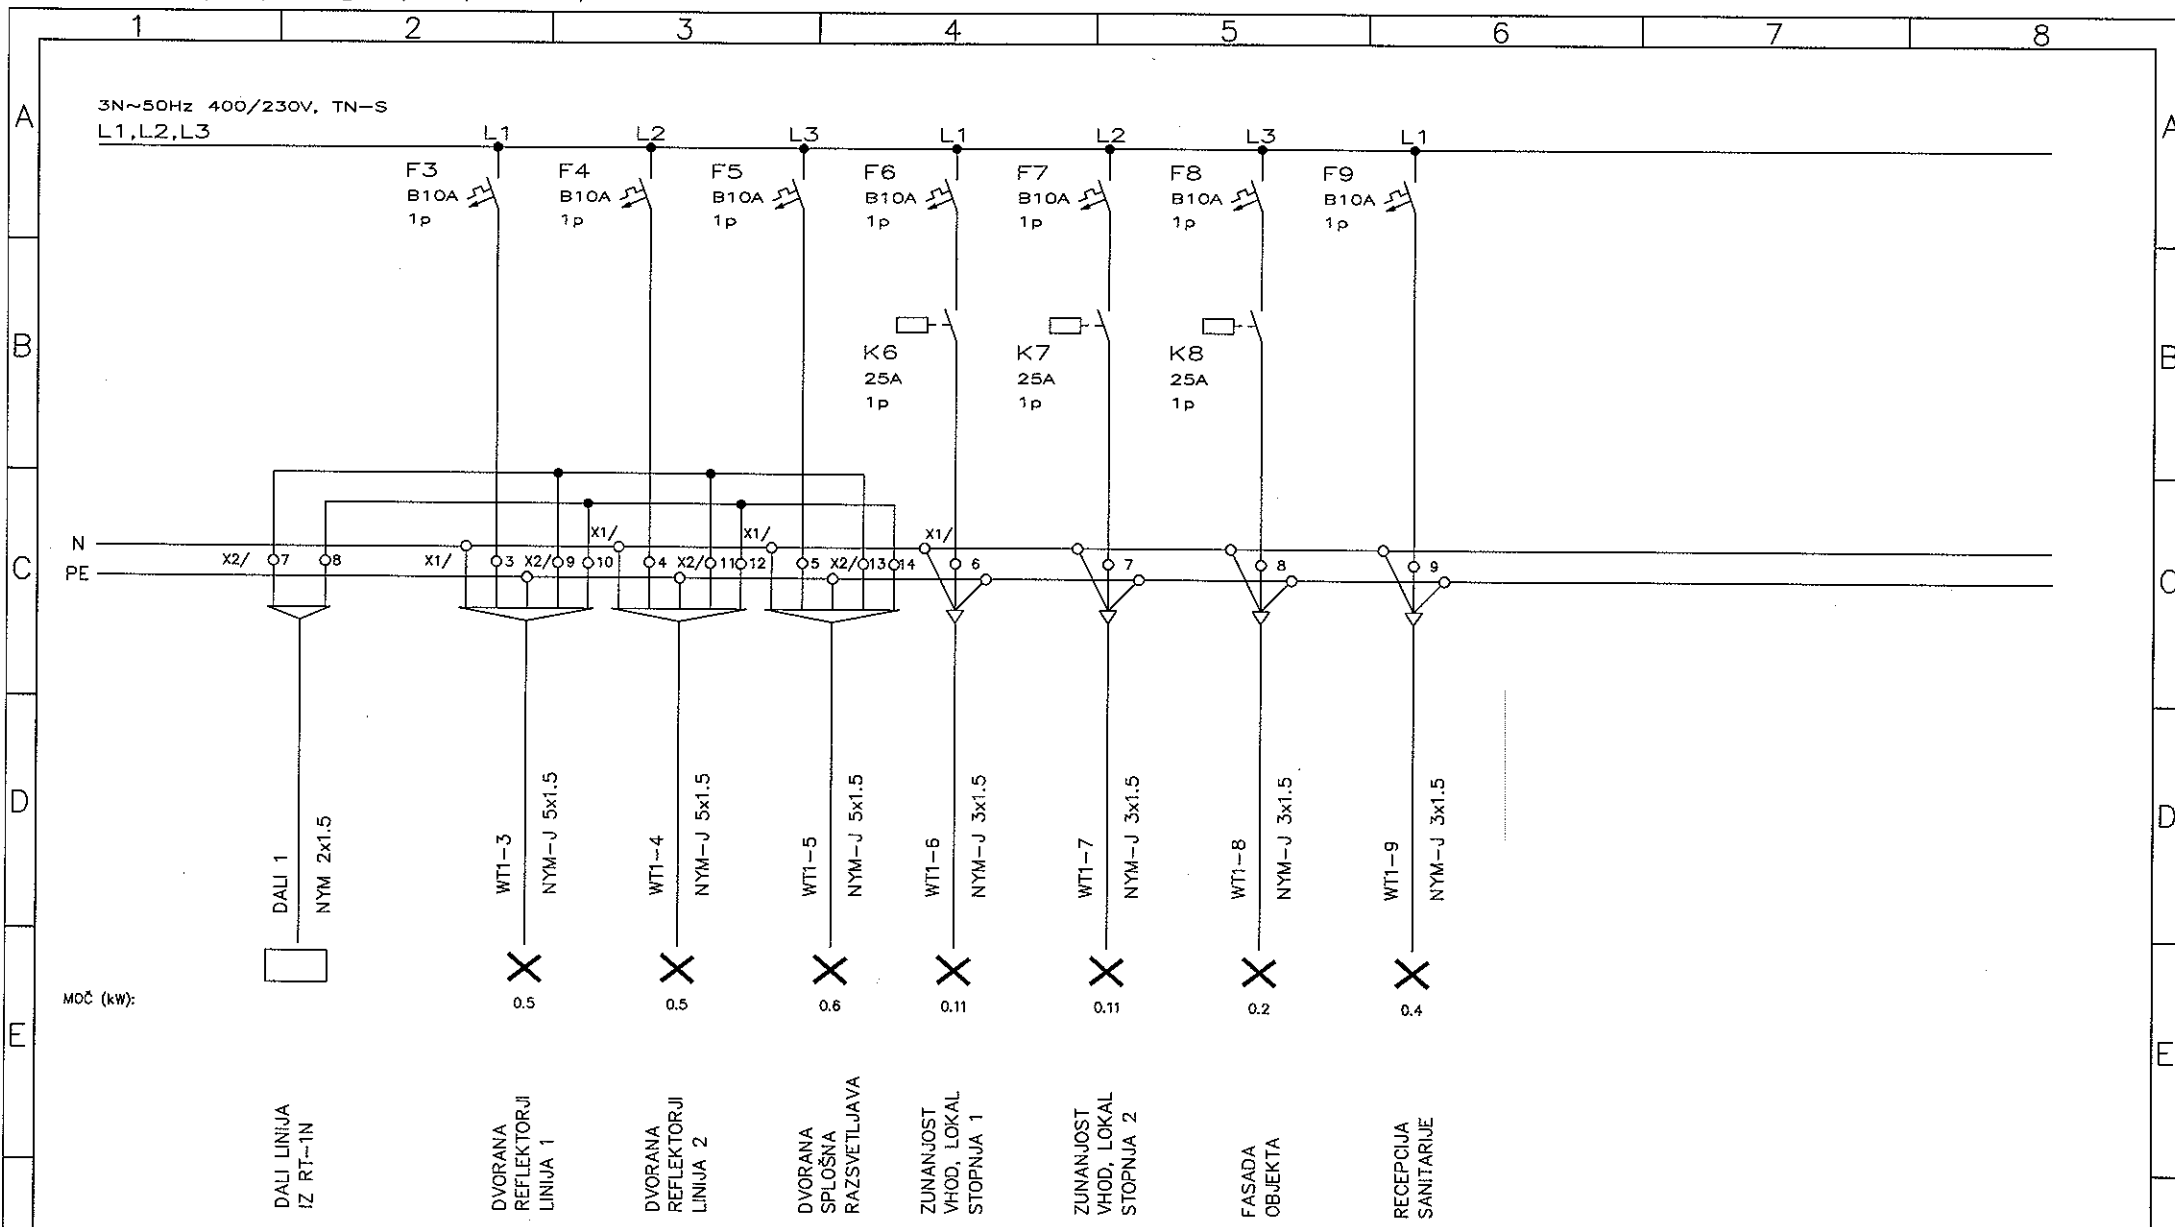 1 2 3 4 5 6 7 8
A A
3N~50Hz 400/230V, TN-S
L1,L2,L3
L1 L2 L3 L1 L2 L3 L1
F3 F4 F5 F6 F7 F8 F9
B10A B10A B10A B10A B10A B10A B10A
1p 1p 1p 1p 1p 1p 1p
B B
K6 K7 K8
25A 25A 25A
1p 1p 1p
X1/ X1/ X1/
N
X2/ 7 8 X1/ 3 X2/ 9 10 4 X2/ 11 12 5 X2/ 13 14 6 7 8 9
C C
PE
D D
DALI 1
NYM 2x1.5
WT1-3
NYM-J 5x1.5
WT1-4
NYM-J 5x1.5
WT1-5
NYM-J 5x1.5
WT1-6
NYM-J 3x1.5
WT1-7
NYM-J 3x1.5
WT1-8
NYM-J 3x1.5
WT1-9
NYM-J 3x1.5
MOČ (kW):
0.5 0.5 0.6 0.11 0.11 0.2 0.4
E E
DALI LINIJA
IZ RT-1N
DVORANA
REFLEKTORJI
LINIJA 1
DVORANA
REFLEKTORJI
LINIJA 2
DVORANA
SPLOŠNA
RAZSVETLJAVA
ZUNANJOST
VHOD, LOKAL
STOPNJA 1
ZUNANJOST
VHOD, LOKAL
STOPNJA 2
FASADA
OBJEKTA
RECEPCIJA
SANITARIJE